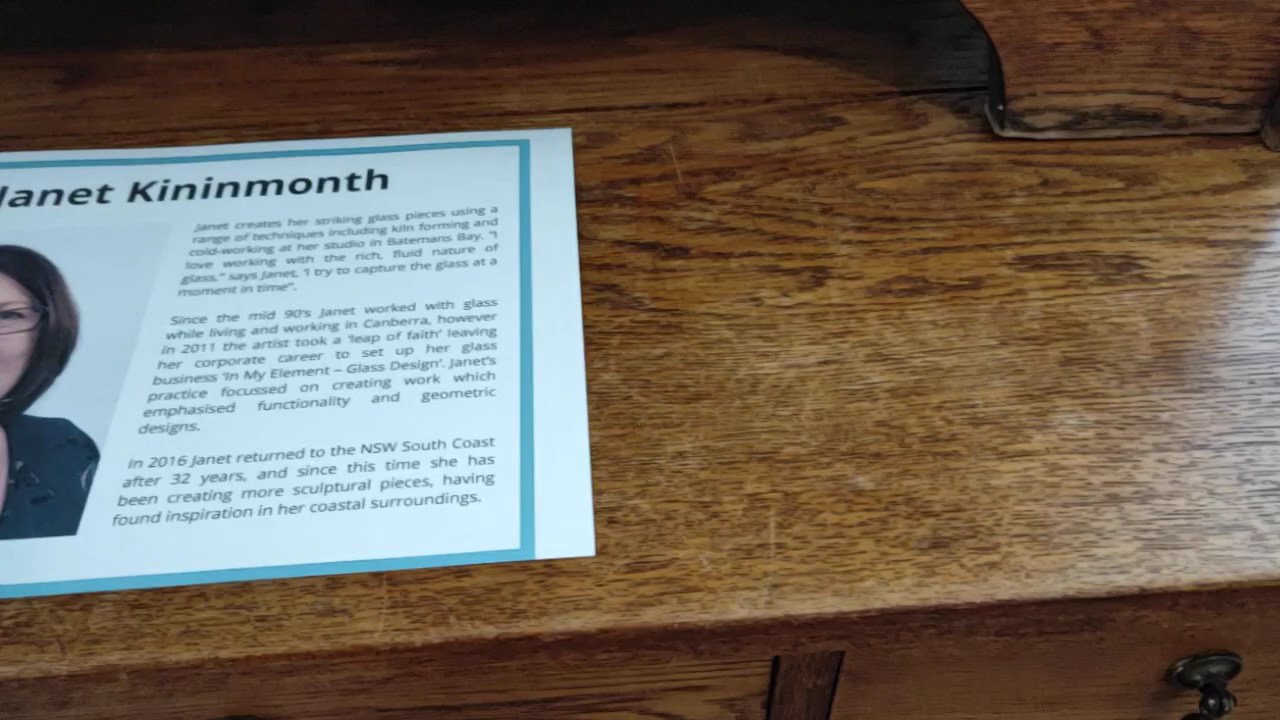 Janet Kininmonth
Janet creates her striking glass pieces using a
range of techniques including kiln forming and
cold-working at her studio in Batemans Bay. "I
love working with the rich, fluid nature of
glass," says Janet, "I try to capture the glass at a
moment in time".
Since the mid 90's Janet worked with glass
while living and working in Canberra, however
in 2011 the artist took a 'leap of faith' leaving
her corporate career to set up her glass
business 'In My Element – Glass Design'. Janet's
practice focussed on creating work which
emphasised functionality and geometric
designs.
In 2016 Janet returned to the NSW South Coast
after 32 years, and since this time she has
been creating more sculptural pieces, having
found inspiration in her coastal surroundings.